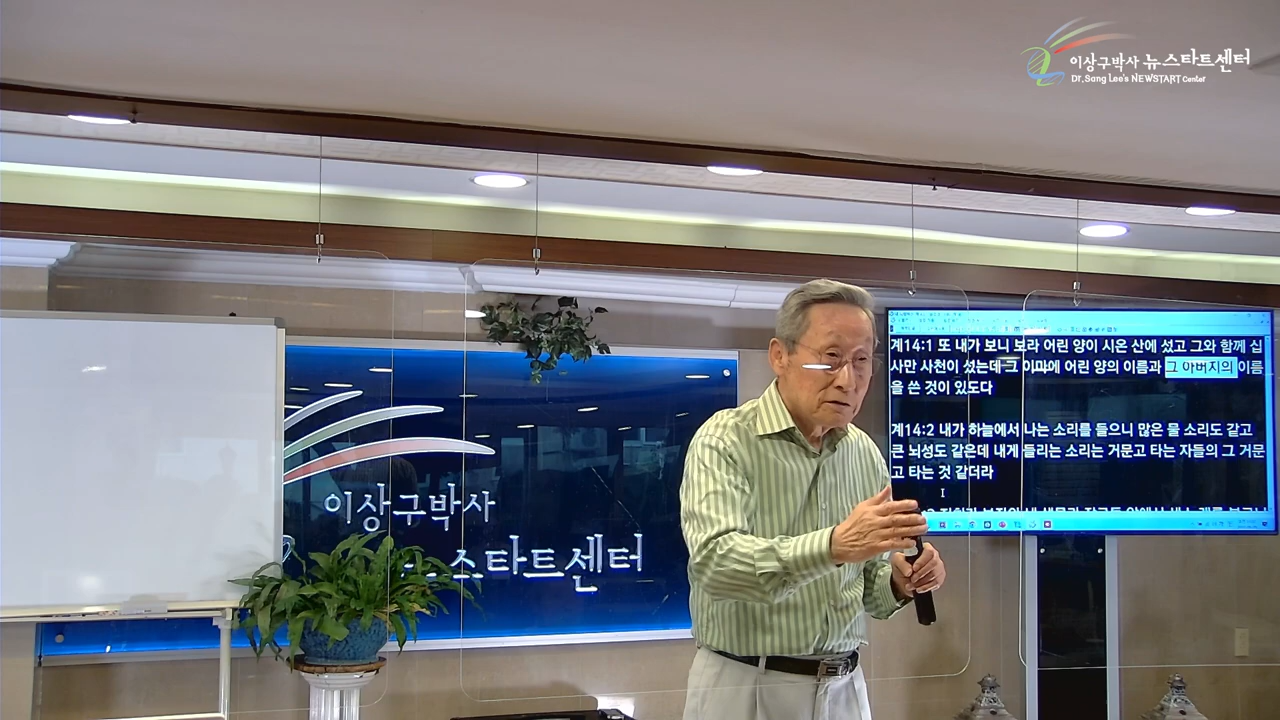 이상구박사 뉴스타트센터
Dr. Sang Lee's NEWSTART Center
이상구박사
스타트센터
계14:1 또 내가 보니 보라 어린 양이 시온 산에 섰고 그와 함께 십
사만 사천이 섰는데 그 이마에 어린 양의 이름과 그 아버지의 이름
을 쓴 것이 있도다
계14:2 내가 하늘에서 나는 소리를 들으니 많은 물 소리도 같고
큰 뇌성도 같은데 내게 들리는 소리는 거문고 타는 자들의 그 거문
고 타는 것 같더라